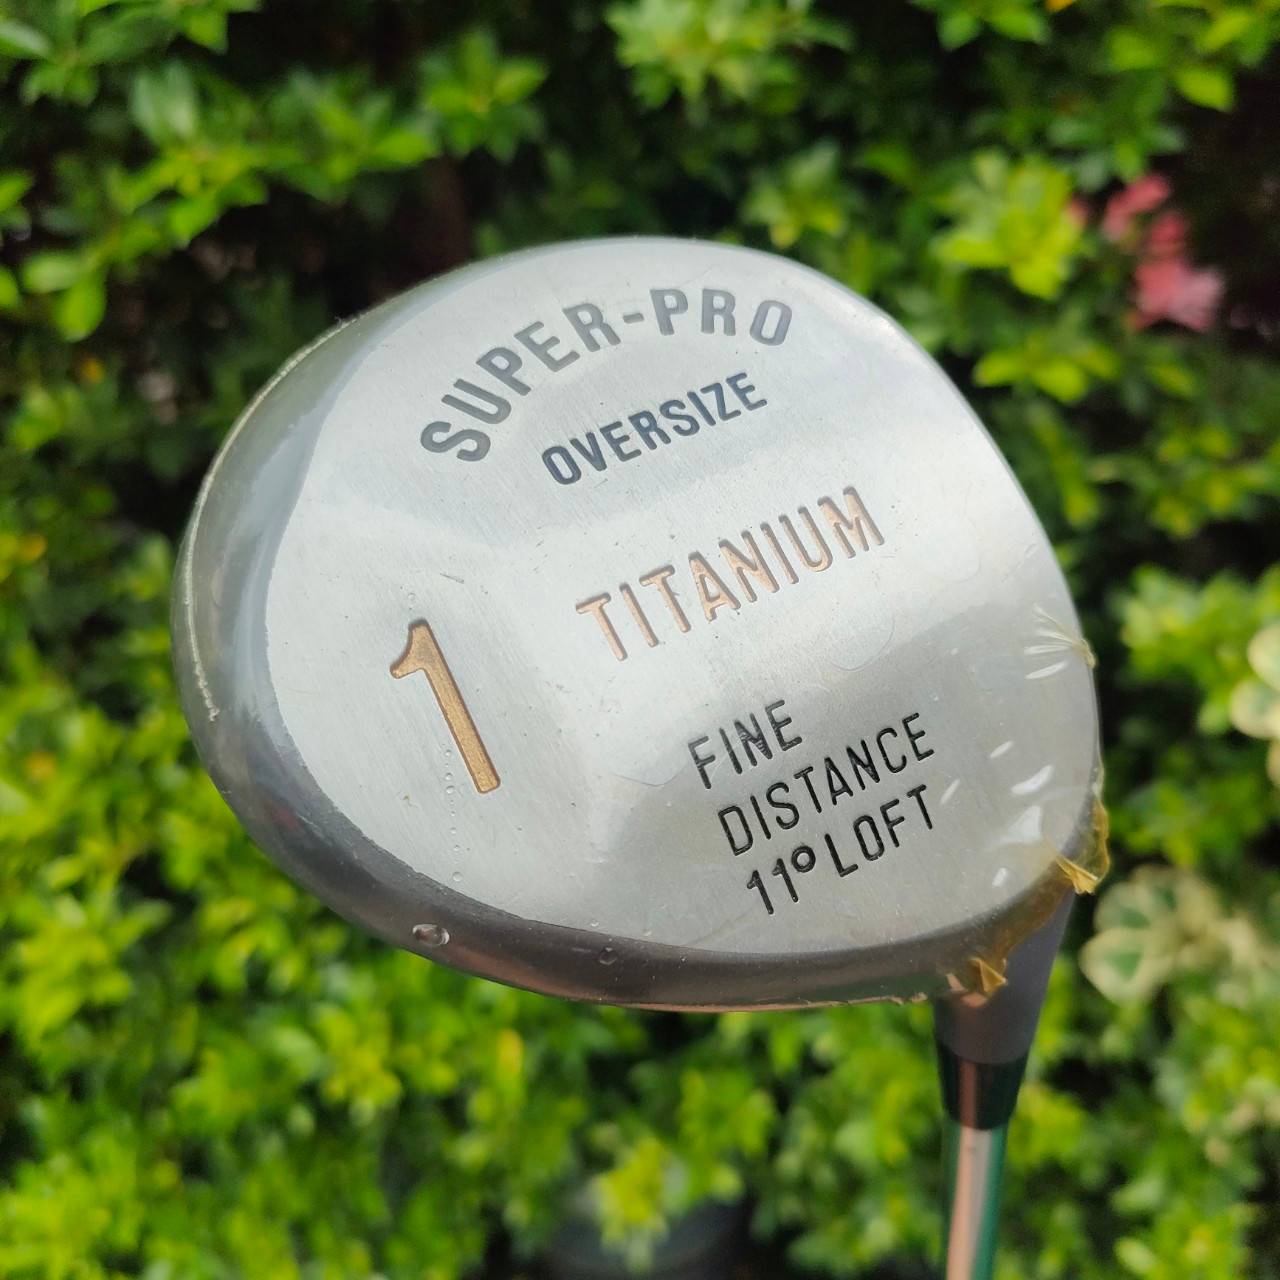 SUPER-PRO
OVERSIZE
TITANIUM
1
FINE
DISTANCE
11° LOFT